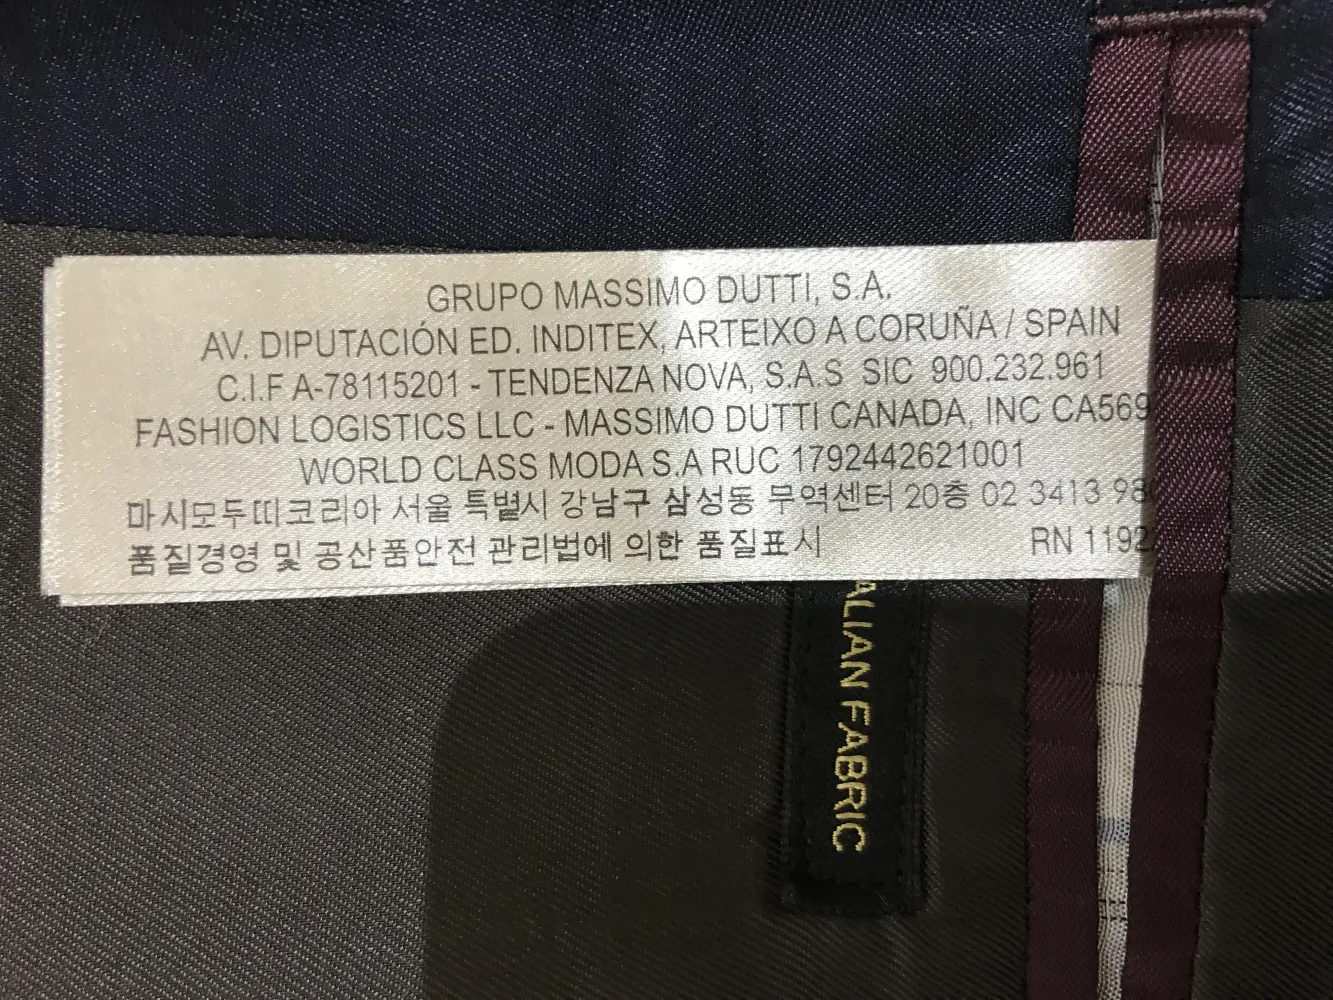 GRUPO MASSIMO DUTTI, S.A.
AV. DIPUTACIÓN ED. INDITEX, ARTEIXO A CORUÑA / SPAIN
C.I.F A-78115201 - TENDENZA NOVA, S.A.S SIC 900.232.961
FASHION LOGISTICS LLC - MASSIMO DUTTI CANADA, INC CA569
WORLD CLASS MODA S.A RUC 1792442621001
마시모두띠코리아 서울 특별시 강남구 삼성동 무역센터 20층 02 3413 98
품질경영 및 공산품안전 관리법에 의한 품질표시 RN 1192
ALIAN FABRIC